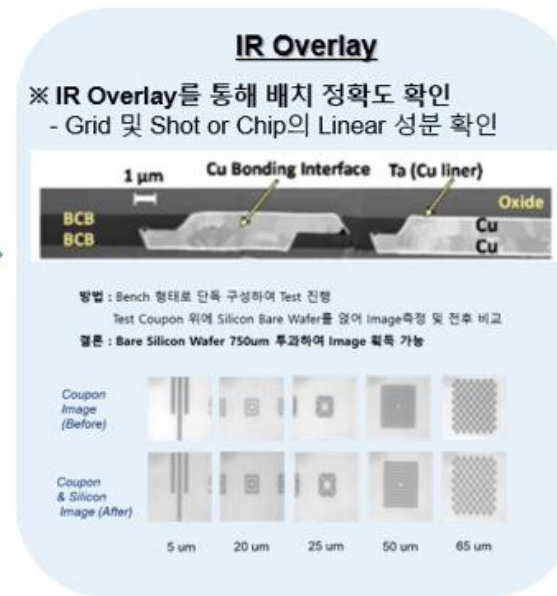 IR Overlay
※ IR Overlay를 통해 배치 정확도 확인
- Grid 및 Shot or Chip의 Linear 성분 확인
1 μm
Cu Bonding Interface
Ta (Cu liner)
Oxide
BCB
BCB
Cu
Cu
방법 : Bench 형태로 단독 구성하여 Test 진행
Test Coupon 위에 Silicon Bare Wafer를 얹어 Image측정 및 전후 비교
결론 : Bare Silicon Wafer 750um 투과하여 Image 획득 가능
Coupon
Image
(Before)
Coupon
& Silicon
Image (After)
5 um
20 um
25 um
50 um
65 um